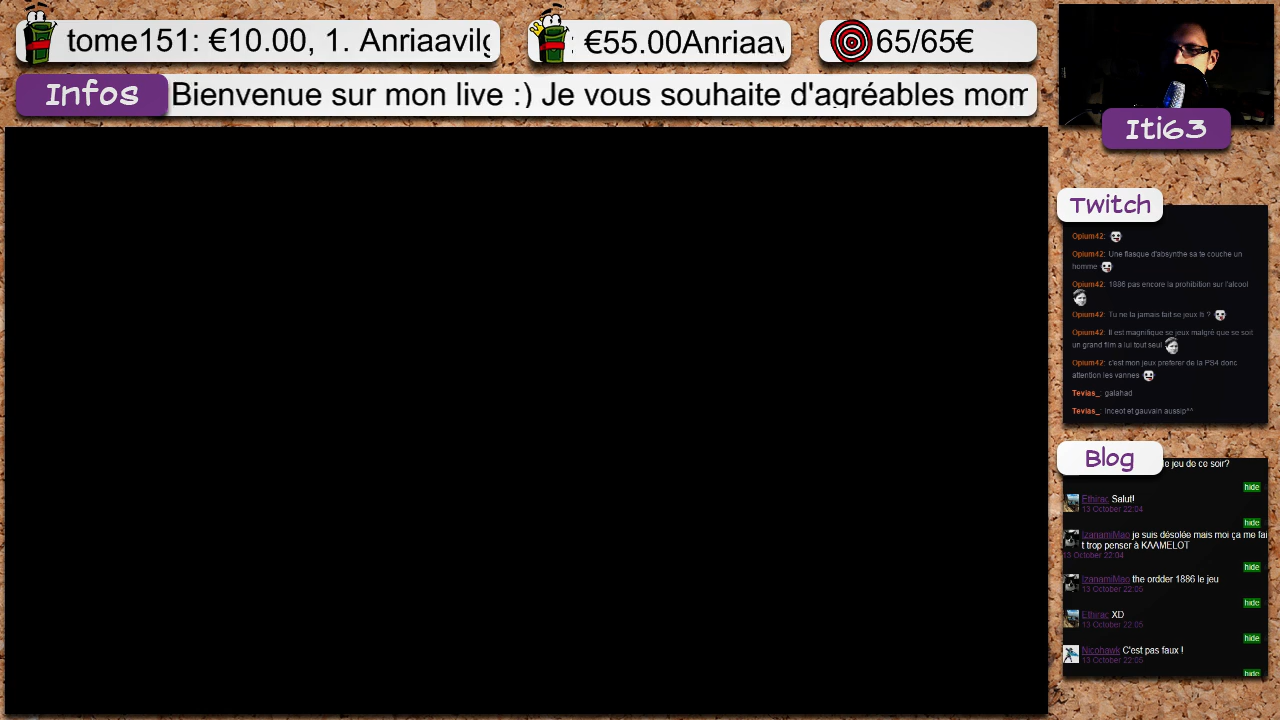 tome151: €10.00, 1. Anriaavilg
: €55.00Anriaav
65/65€
Infos
Bienvenue sur mon live :) Je vous souhaite d'agréables mom
Iti63
Twitch
Opium42:
Opium42: Une flasque d'absynthe sa te couche un
homme
Opium42: 1886 pas encore la prohibition sur l'alcool
Opium42: Tu ne la jamais fait se jeux Iti ?
Opium42: Il est magnifique se jeux malgré que se soit
un grand film a lui tout seul
Opium42: c'est mon jeux preferer de la PS4 donc
attention les vannes
Tevias_: galahad
Tevias_: lnceot et gauvain aussip^^
Blog
e jeu de ce soir?
hide
Ethirac Salut!
13 October 22:04
hide
IzanamiMao je suis désolée mais moi ça me fai
t trop penser à KAAMELOT
13 October 22:04
hide
IzanamiMao the ordder 1886 le jeu
13 October 22:05
hide
Ethirac XD
13 October 22:05
hide
Nicohawk C'est pas faux !
13 October 22:05
hide